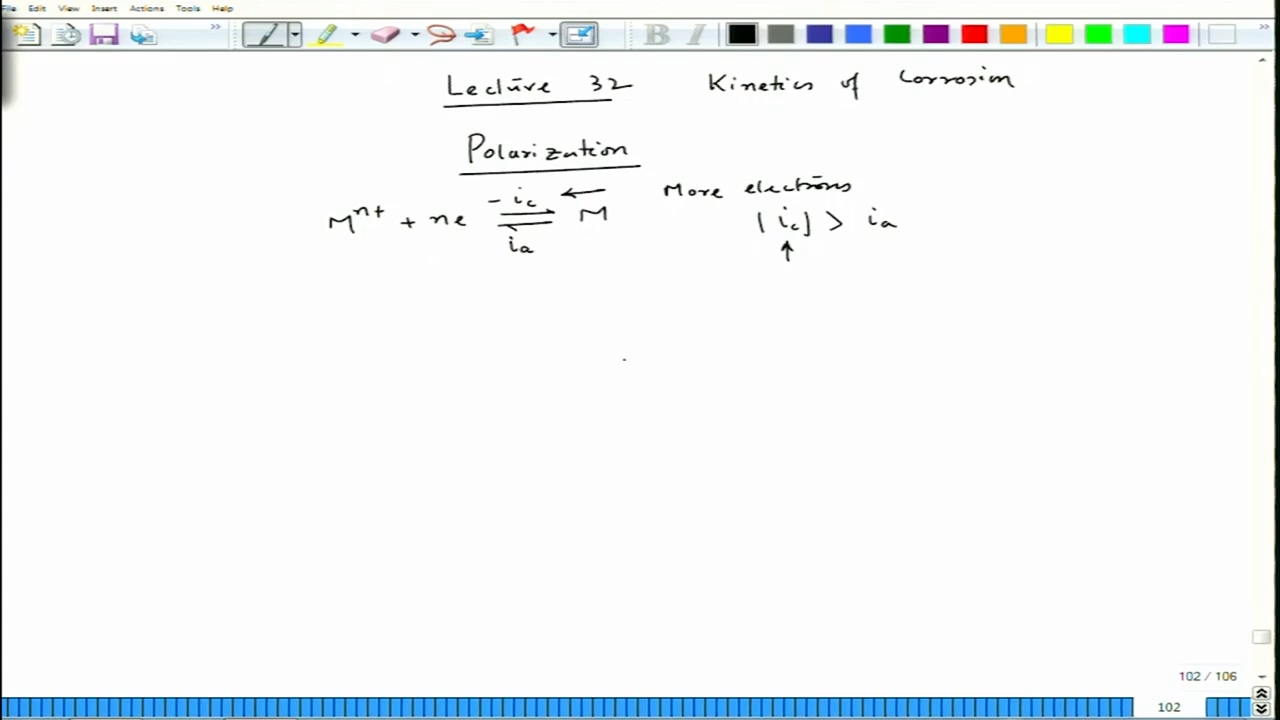 File Edit View Insert Actions Tools Help
B I
Lecture 32 Kinetics of Corrosion
Polarization
More electrons
Mⁿ⁺ + ne −i_c ⇌ i_a M ←
|i_c| > i_a
↑
102 / 106
102